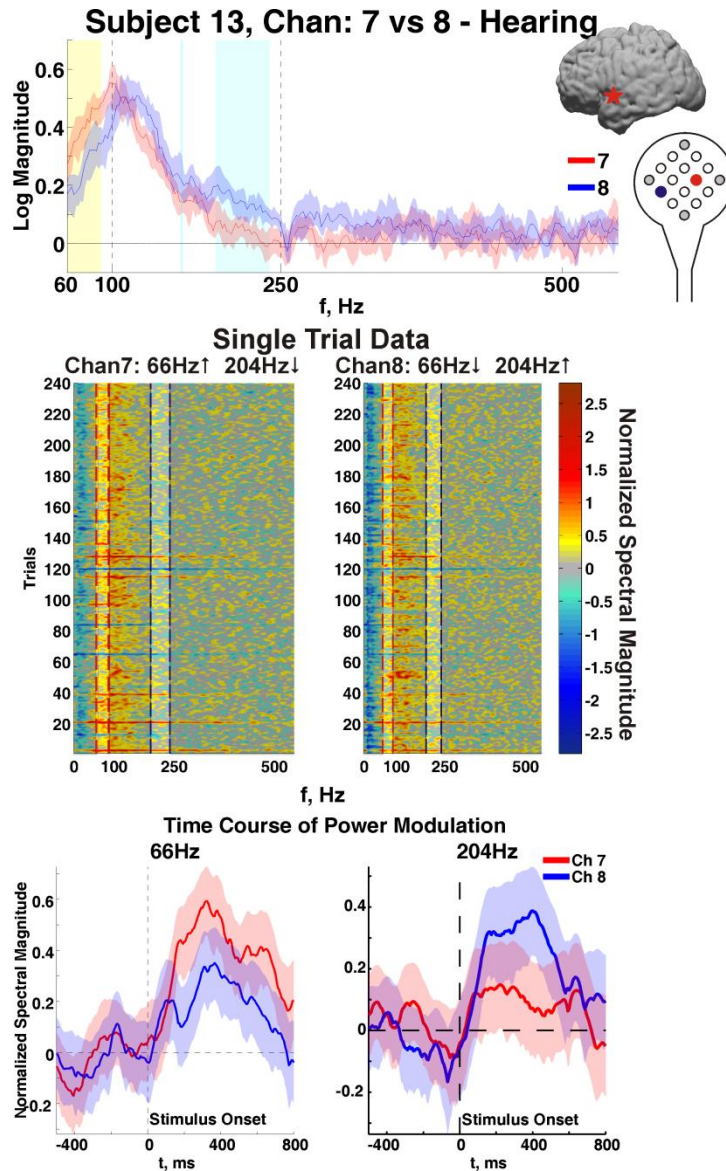 Subject 13, Chan: 7 vs 8 - Hearing
Log Magnitude
0.6
0.4
0.2
0
60 100 250 500
f, Hz
7
8
Single Trial Data
Chan7: 66Hz↑ 204Hz↓ Chan8: 66Hz↓ 204Hz↑
Trials
240
220
200
180
160
140
120
100
80
60
40
20
0 100 250 500
0 100 250 500
f, Hz
2.5
2
1.5
1
0.5
0
-0.5
-1
-1.5
-2
-2.5
Normalized Spectral Magnitude
Time Course of Power Modulation
66Hz
Normalized Spectral Magnitude
0.6
0.4
0.2
0
-0.2
Stimulus Onset
-500 0 400 800
t, ms
204Hz
Ch 7
Ch 8
0.4
0.2
0
-0.2
Stimulus Onset
-400 0 400 800
t, ms